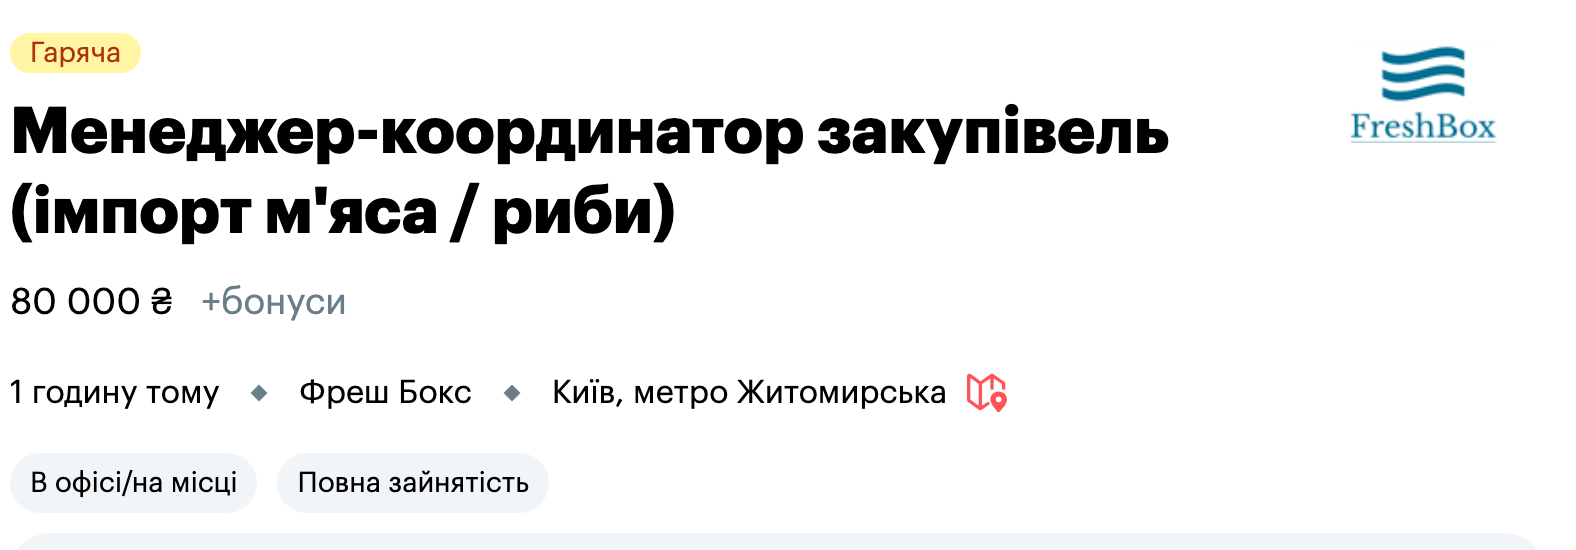 Гаряча
FreshBox
Менеджер-координатор закупівель
(імпорт м'яса / риби)
80 000 ₴ +бонуси
1 годину тому ◆ Фреш Бокс ◆ Київ, метро Житомирська
В офісі/на місці Повна зайнятість